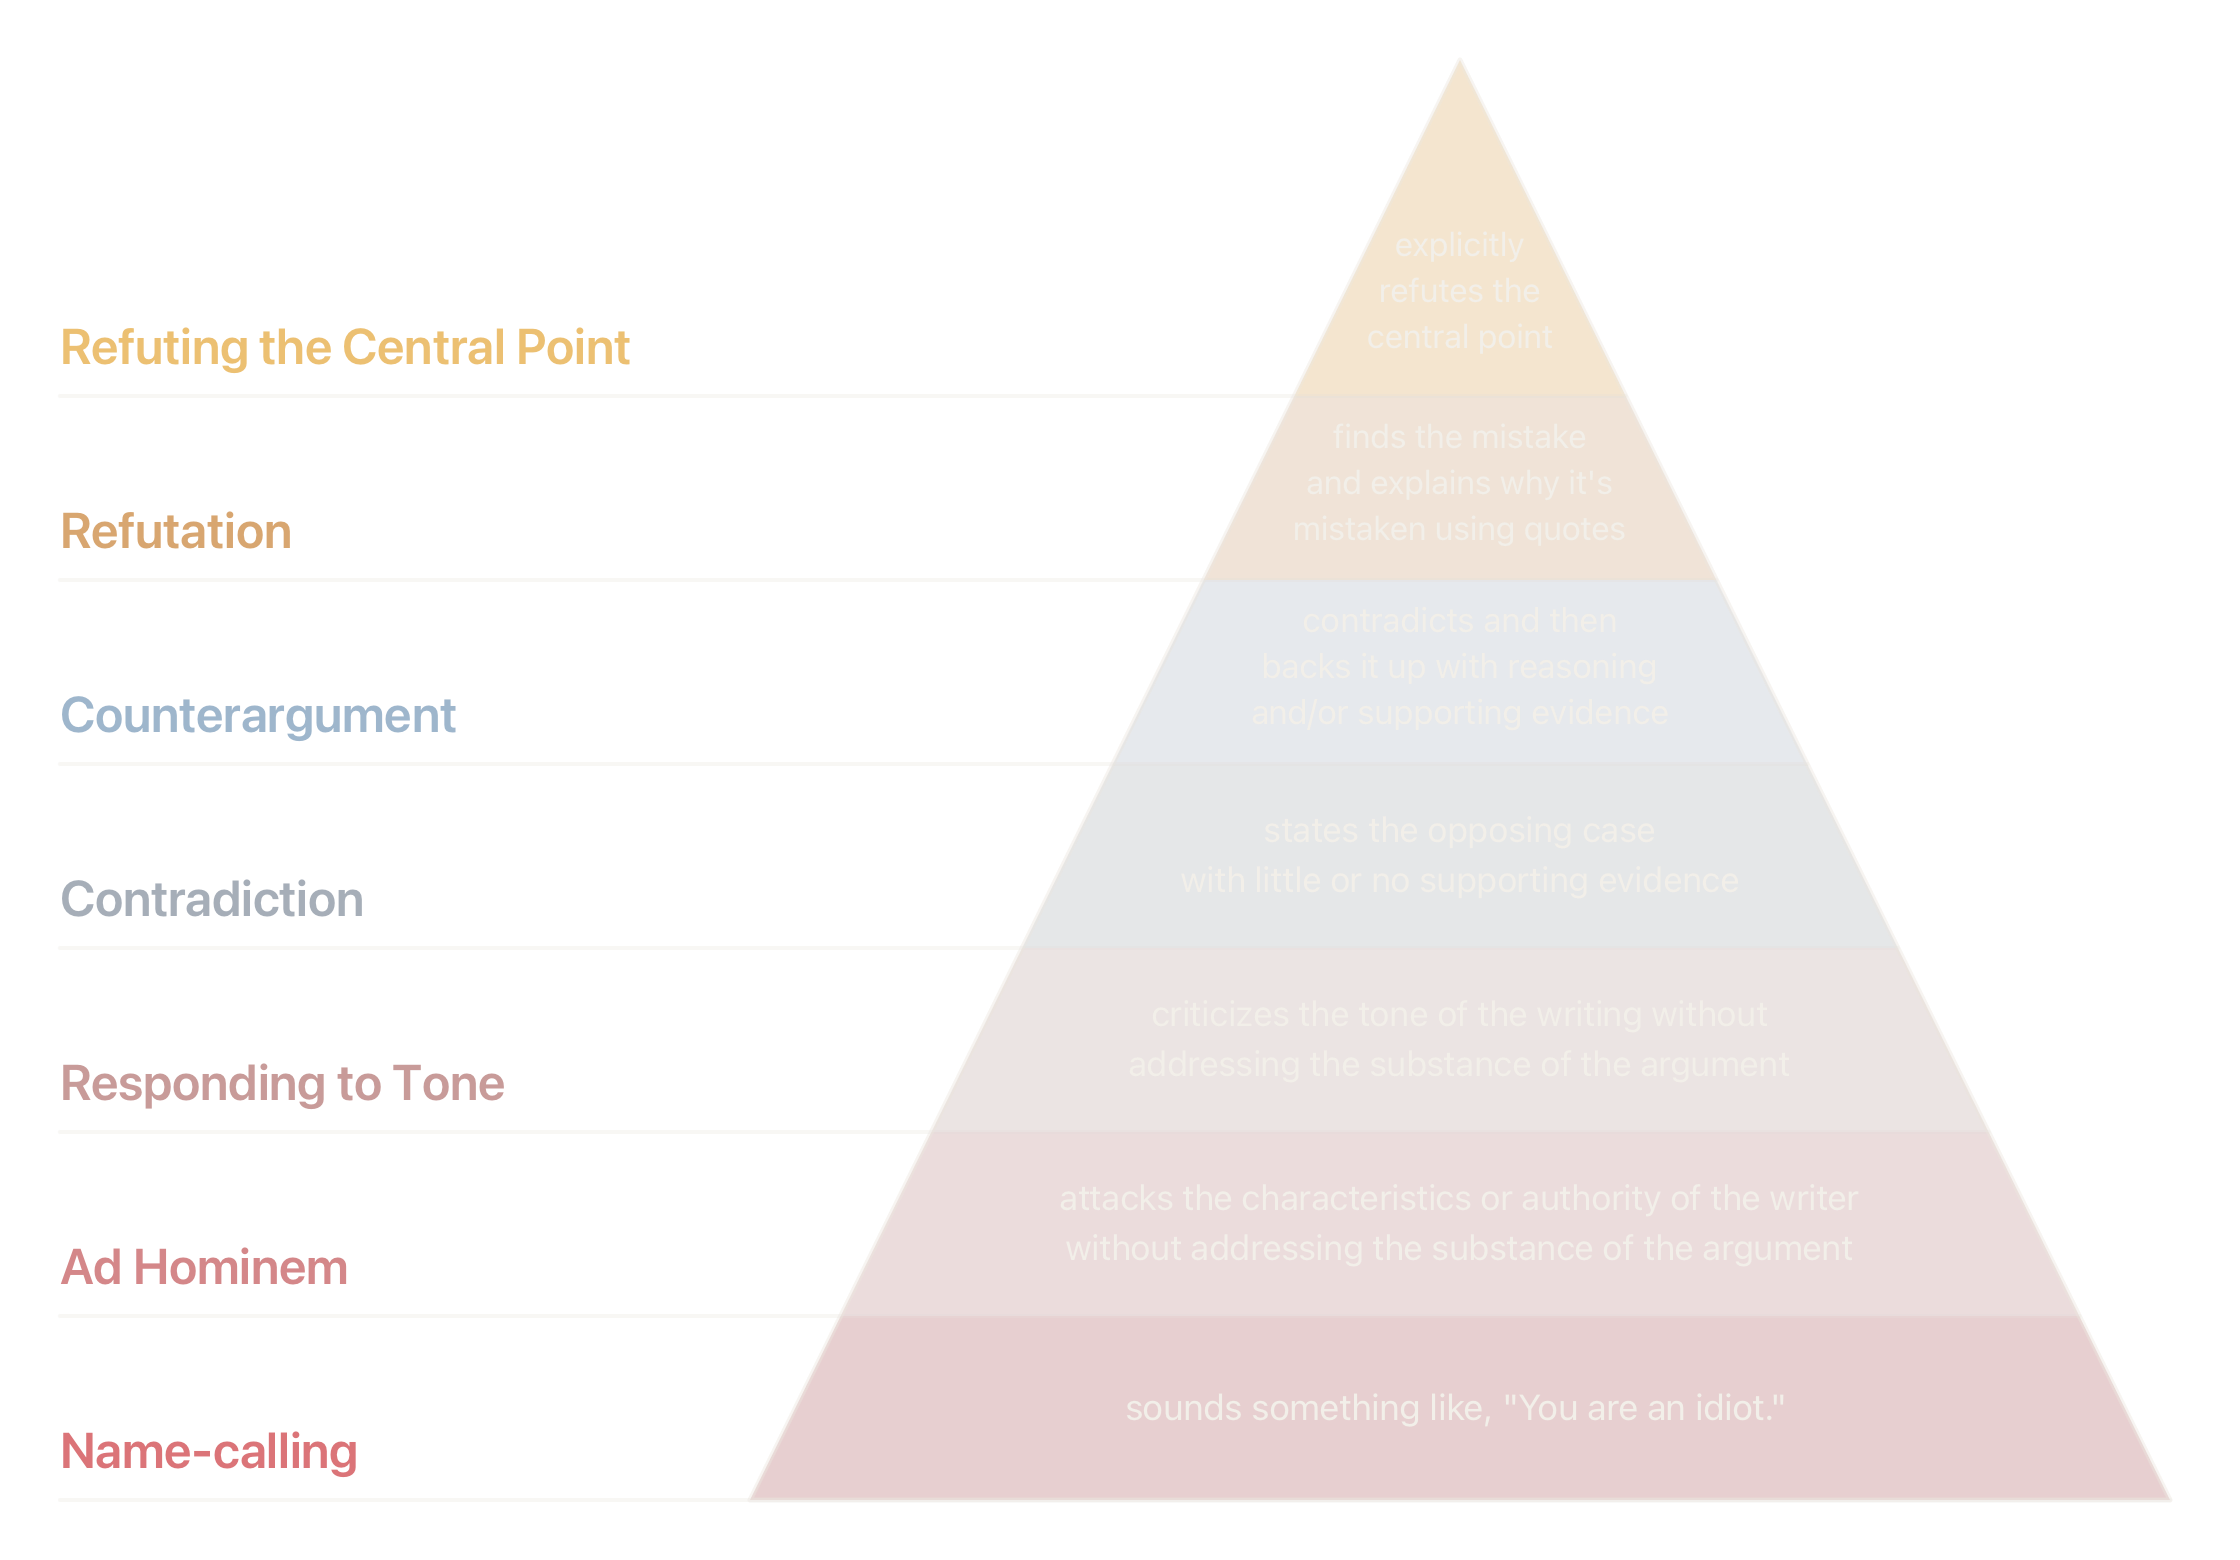 explicitly
refutes the
central point
Refuting the Central Point
finds the mistake
and explains why it's
mistaken using quotes
Refutation
contradicts and then
backs it up with reasoning
and/or supporting evidence
Counterargument
states the opposing case
with little or no supporting evidence
Contradiction
criticizes the tone of the writing without
addressing the substance of the argument
Responding to Tone
attacks the characteristics or authority of the writer
without addressing the substance of the argument
Ad Hominem
sounds something like, "You are an idiot."
Name-calling